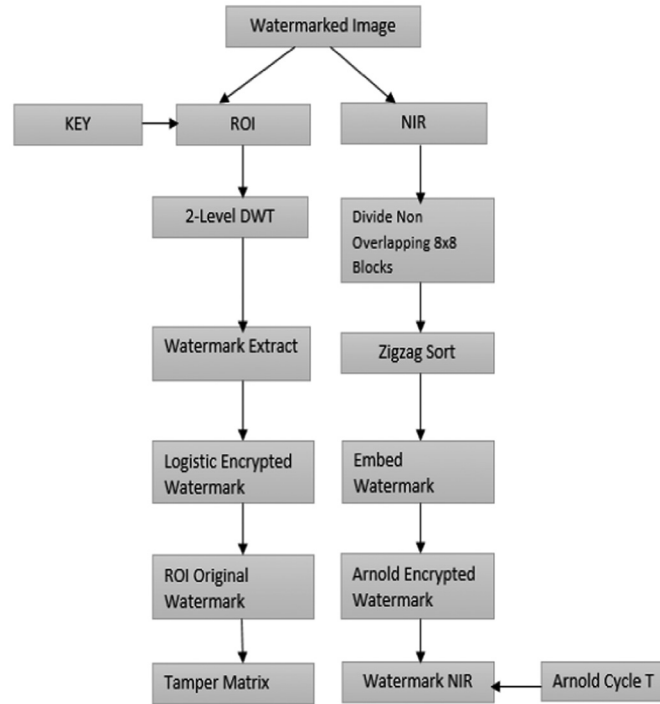 Watermarked Image
KEY
ROI
NIR
2-Level DWT
Divide Non
Overlapping 8x8
Blocks
Watermark Extract
Zigzag Sort
Logistic Encrypted
Watermark
Embed
Watermark
ROI Original
Watermark
Arnold Encrypted
Watermark
Tamper Matrix
Watermark NIR
Arnold Cycle T